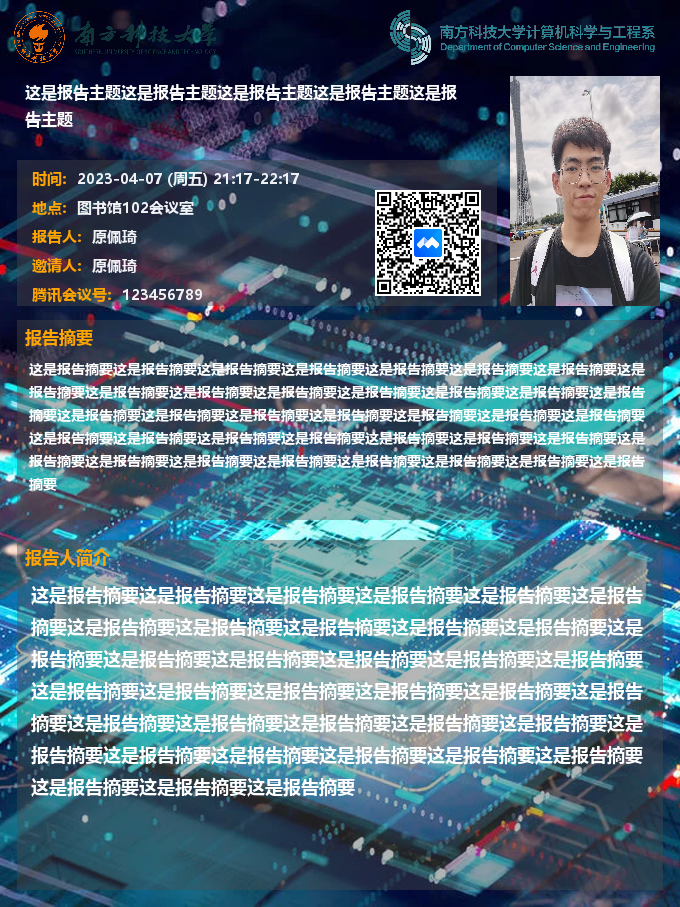 南方科技大学
SOUTHERN UNIVERSITY OF SCIENCE AND TECHNOLOGY
南方科技大学计算机科学与工程系
Department of Computer Science and Engineering
这是报告主题这是报告主题这是报告主题这是报告主题这是报
告主题
时间: 2023-04-07 (周五) 21:17-22:17
地点: 图书馆102会议室
报告人: 原佩琦
邀请人: 原佩琦
腾讯会议号: 123456789
报告摘要
这是报告摘要这是报告摘要这是报告摘要这是报告摘要这是报告摘要这是报告摘要这是报告摘要这是
报告摘要这是报告摘要这是报告摘要这是报告摘要这是报告摘要这是报告摘要这是报告摘要这是报告
摘要这是报告摘要这是报告摘要这是报告摘要这是报告摘要这是报告摘要这是报告摘要这是报告摘要
这是报告摘要这是报告摘要这是报告摘要这是报告摘要这是报告摘要这是报告摘要这是报告摘要这是
报告摘要这是报告摘要这是报告摘要这是报告摘要这是报告摘要这是报告摘要这是报告摘要这是报告
摘要
报告人简介
这是报告摘要这是报告摘要这是报告摘要这是报告摘要这是报告摘要这是报告
摘要这是报告摘要这是报告摘要这是报告摘要这是报告摘要这是报告摘要这是
报告摘要这是报告摘要这是报告摘要这是报告摘要这是报告摘要这是报告摘要
这是报告摘要这是报告摘要这是报告摘要这是报告摘要这是报告摘要这是报告
摘要这是报告摘要这是报告摘要这是报告摘要这是报告摘要这是报告摘要这是
报告摘要这是报告摘要这是报告摘要这是报告摘要这是报告摘要这是报告摘要
这是报告摘要这是报告摘要这是报告摘要